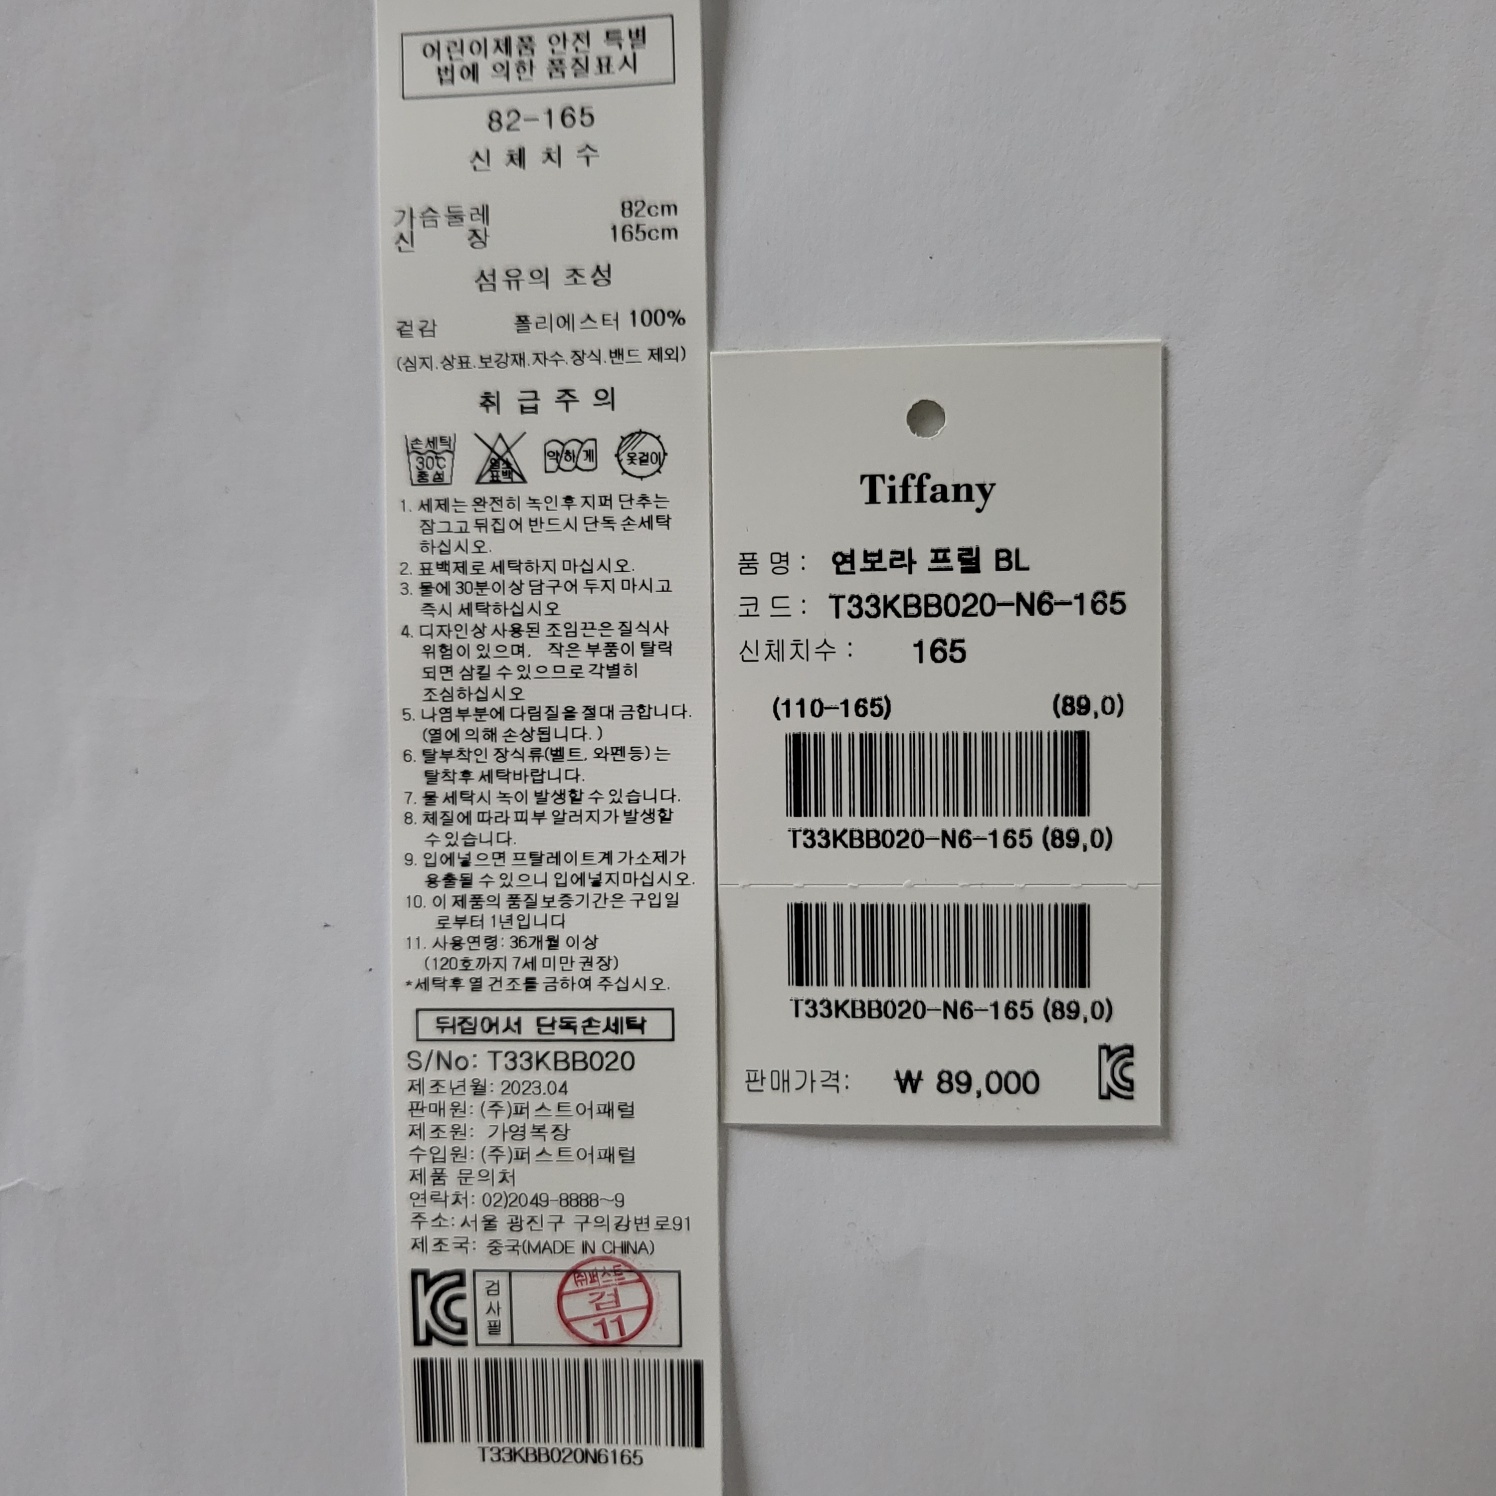 어린이제품 안전 특별
법에 의한 품질표시
82-165
신 체 치 수
가슴둘레 82cm
신 장 165cm
섬유의 조성
겉감 폴리에스터 100%
(심지.상표.보강재.자수.장식.밴드 제외)
취 급 주 의
손세탁 30℃ 중성 염소 표백 약하게 옷걸이
1. 세제는 완전히 녹인후 지퍼 단추는
잠그고 뒤집어 반드시 단독 손세탁
하십시오.
2. 표백제로 세탁하지 마십시오.
3. 물에 30분이상 담구어 두지 마시고
즉시 세탁하십시오
4. 디자인상 사용된 조임끈은 질식사
위험이 있으며, 작은 부품이 탈락
되면 삼킬 수 있으므로 각별히
조심하십시오
5. 나염부분에 다림질을 절대 금합니다.
(열에 의해 손상됩니다. )
6. 탈부착인 장식류(벨트, 와펜등) 는
탈착후 세탁바랍니다.
7. 물 세탁시 녹이 발생할 수 있습니다.
8. 체질에 따라 피부 알러지가 발생할
수 있습니다.
9. 입에넣으면 프탈레이트계 가소제가
용출될 수 있으니 입에넣지마십시오.
10. 이 제품의 품질보증기간은 구입일
로부터 1년입니다
11. 사용연령: 36개월 이상
(120호까지 7세 미만 권장)
*세탁후 열 건조를 금하여 주십시오.
뒤집어서 단독손세탁
S/No: T33KBB020
제조년월: 2023.04
판매원: (주)퍼스트어패럴
제조원: 가영복장
수입원: (주)퍼스트어패럴
제품 문의처
연락처: 02)2049-8888~9
주소: 서울 광진구 구의강변로91
제조국: 중국(MADE IN CHINA)
KC 검사필 ㈜퍼스트 검 11
T33KBB020N6165
Tiffany
품 명 : 연보라 프릴 BL
코 드 : T33KBB020-N6-165
신체치수 : 165
(110-165) (89,0)
T33KBB020-N6-165 (89,0)
T33KBB020-N6-165 (89,0)
판매가격: ₩ 89,000 KC